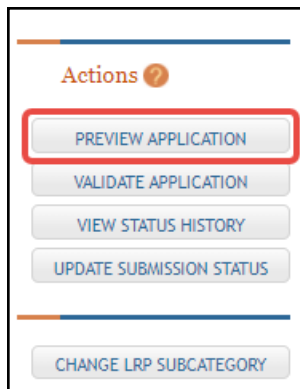 Actions ?
PREVIEW APPLICATION
VALIDATE APPLICATION
VIEW STATUS HISTORY
UPDATE SUBMISSION STATUS
CHANGE LRP SUBCATEGORY